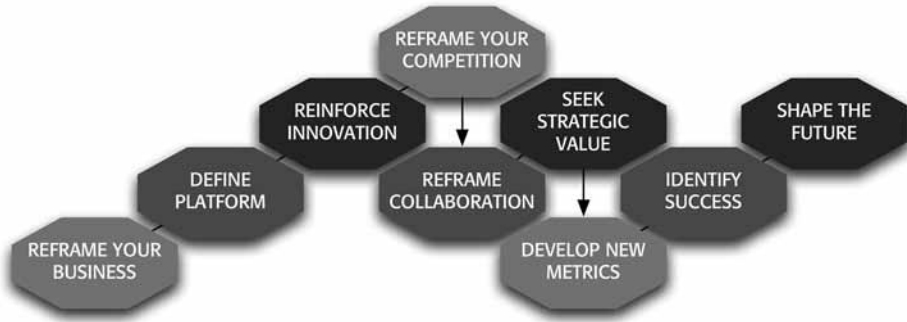 REFRAME YOUR
BUSINESS
DEFINE
PLATFORM
REINFORCE
INNOVATION
REFRAME YOUR
COMPETITION
REFRAME
COLLABORATION
SEEK
STRATEGIC
VALUE
DEVELOP NEW
METRICS
IDENTIFY
SUCCESS
SHAPE THE
FUTURE